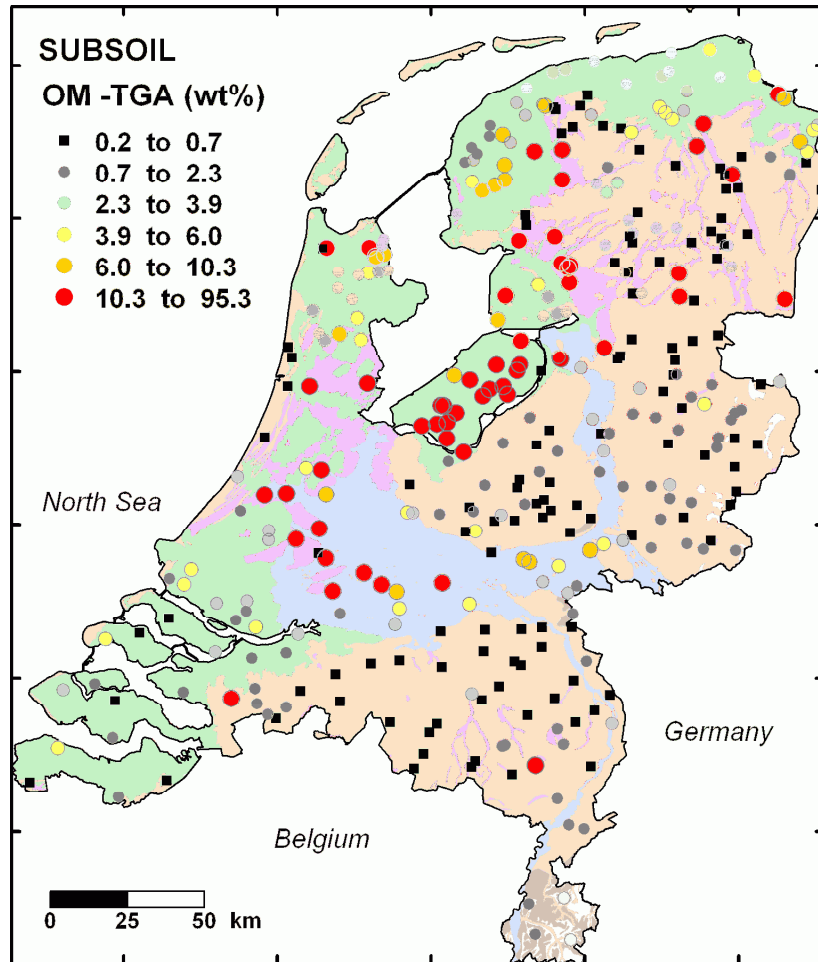 SUBSOIL
OM -TGA (wt%)
0.2 to 0.7
0.7 to 2.3
2.3 to 3.9
3.9 to 6.0
6.0 to 10.3
10.3 to 95.3
North Sea
Germany
Belgium
0 25 50 km